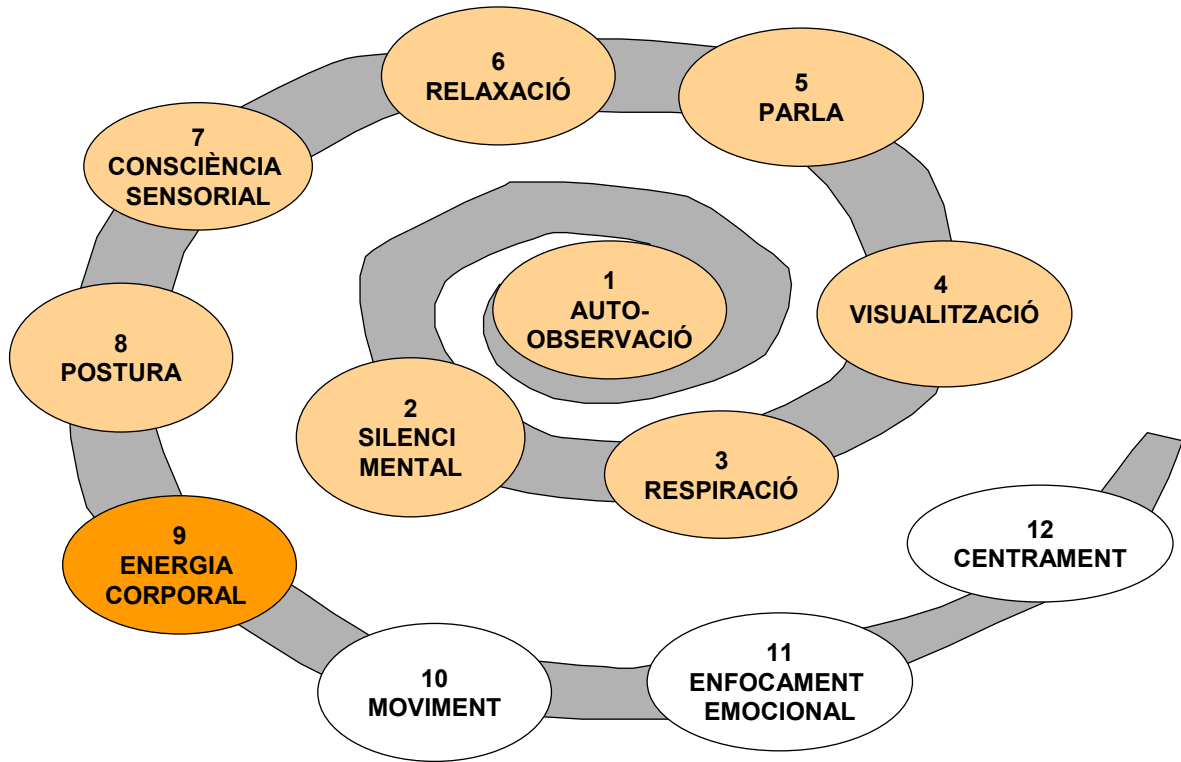 1
AUTO-
OBSERVACIÓ
2
SILENCI
MENTAL
3
RESPIRACIÓ
4
VISUALITZACIÓ
5
PARLA
6
RELAXACIÓ
7
CONSCIÈNCIA
SENSORIAL
8
POSTURA
9
ENERGIA
CORPORAL
10
MOVIMENT
11
ENFOCAMENT
EMOCIONAL
12
CENTRAMENT